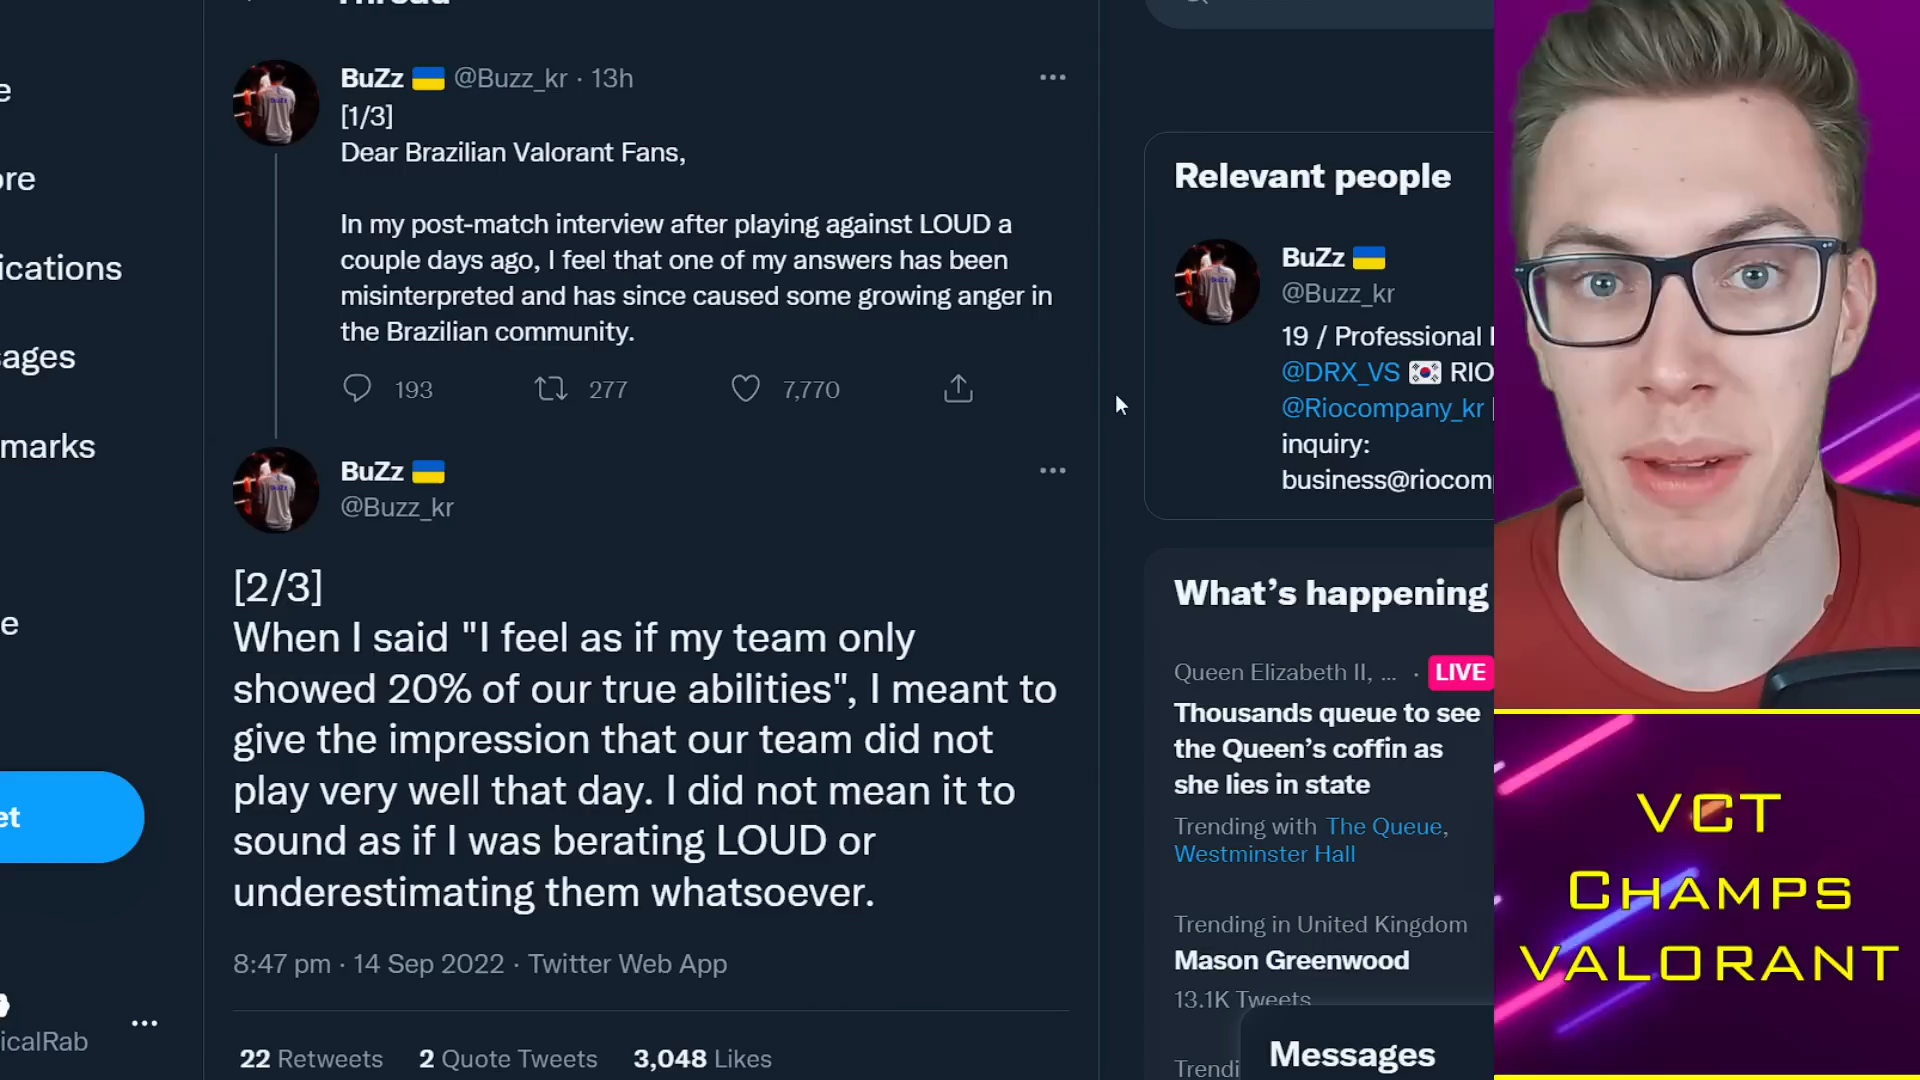 Thread
BuZz @Buzz_kr · 13h
[1/3]
Dear Brazilian Valorant Fans,
In my post-match interview after playing against LOUD a
couple days ago, I feel that one of my answers has been
misinterpreted and has since caused some growing anger in
the Brazilian community.
193 277 7,770
BuZz
@Buzz_kr
[2/3]
When I said "I feel as if my team only
showed 20% of our true abilities", I meant to
give the impression that our team did not
play very well that day. I did not mean it to
sound as if I was berating LOUD or
underestimating them whatsoever.
8:47 pm · 14 Sep 2022 · Twitter Web App
22 Retweets 2 Quote Tweets 3,048 Likes
e
ore
ications
sages
marks
e
et
icalRab
Relevant people
BuZz
@Buzz_kr
19 / Professional
@DRX_VS RIO
@Riocompany_kr
inquiry:
business@riocom
What's happening
Queen Elizabeth II, ... · LIVE
Thousands queue to see
the Queen's coffin as
she lies in state
Trending with The Queue,
Westminster Hall
Trending in United Kingdom
Mason Greenwood
13.1K Tweets
Trendi
Messages
VCT
CHAMPS
VALORANT